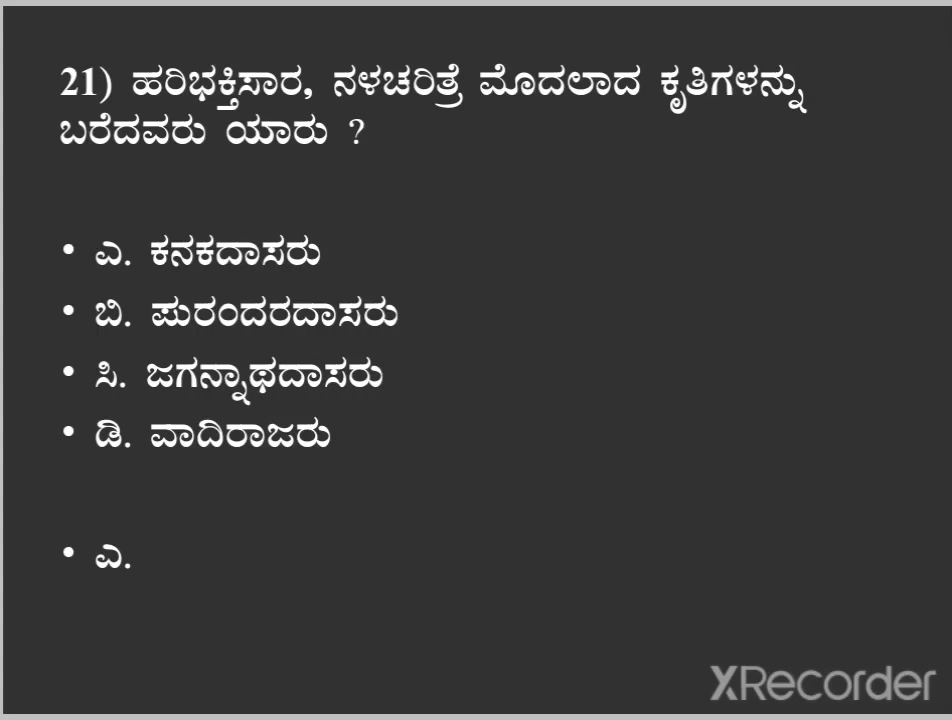 21) ಹರಿಭಕ್ತಿಸಾರ, ನಳಚರಿತ್ರೆ ಮೊದಲಾದ ಕೃತಿಗಳನ್ನು
ಬರೆದವರು ಯಾರು ?
• ಎ. ಕನಕದಾಸರು
• ಬಿ. ಪುರಂದರದಾಸರು
• ಸಿ. ಜಗನ್ನಾಥದಾಸರು
• ಡಿ. ವಾದಿರಾಜರು
• ಎ.
XRecorder